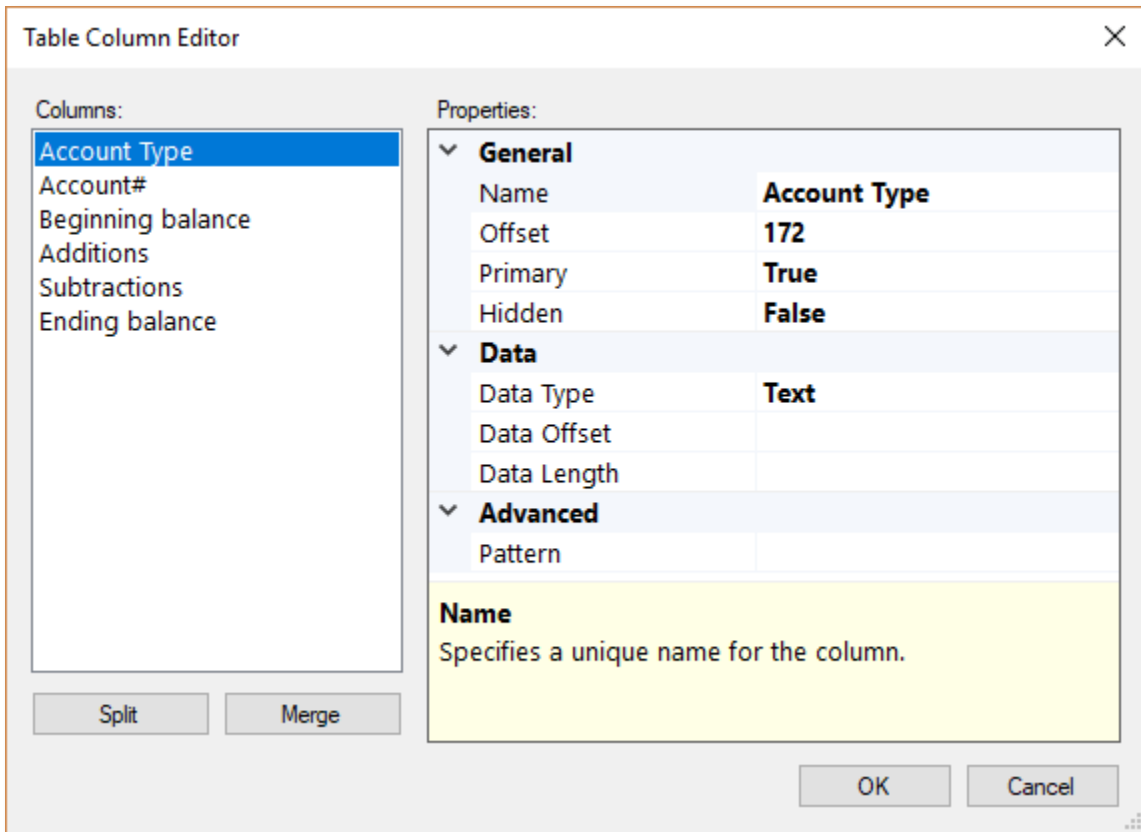 Table Column Editor
Columns:
Account Type
Account#
Beginning balance
Additions
Subtractions
Ending balance
Split Merge
Properties:
General
Name Account Type
Offset 172
Primary True
Hidden False
Data
Data Type Text
Data Offset
Data Length
Advanced
Pattern
Name
Specifies a unique name for the column.
OK Cancel